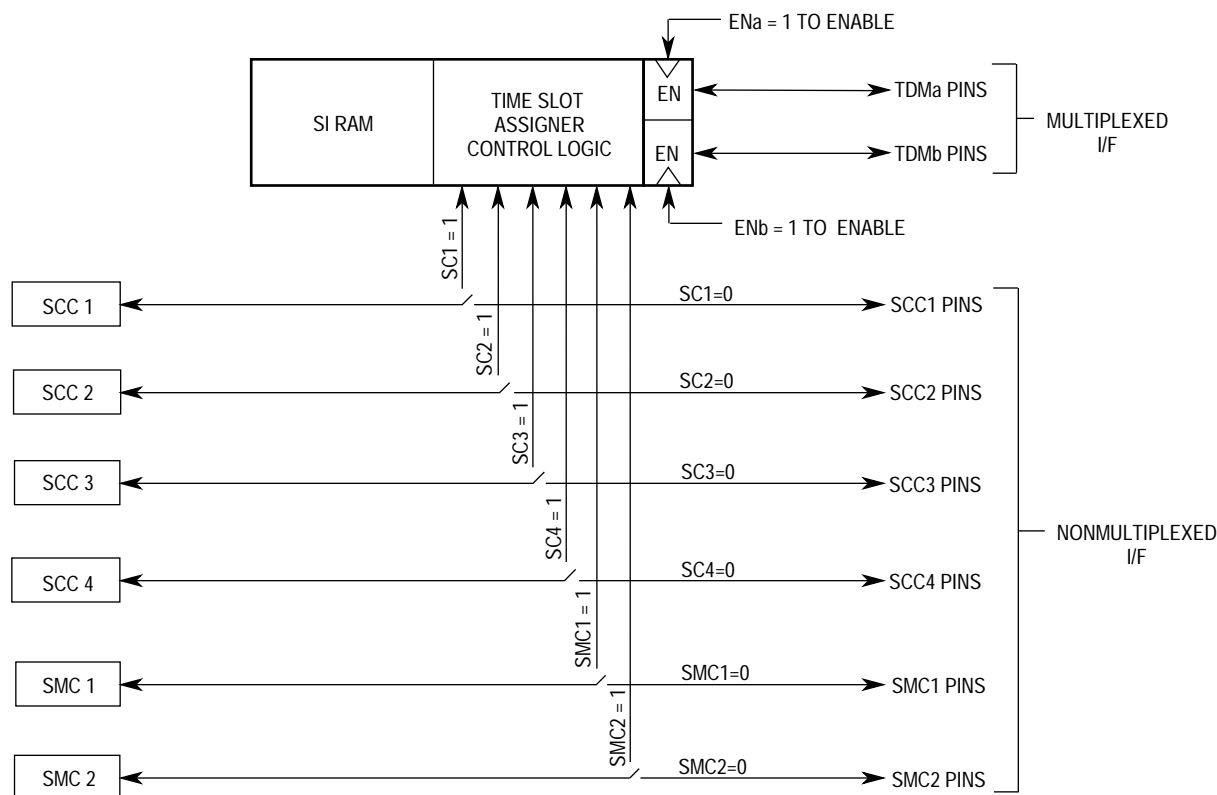 ENa = 1 TO ENABLE
SI RAM
TIME SLOT
ASSIGNER
CONTROL LOGIC
EN
EN
TDMa PINS
TDMb PINS
MULTIPLEXED
I/F
ENb = 1 TO ENABLE
SC1 = 1
SCC 1
SC1=0
SCC1 PINS
SC2 = 1
SCC 2
SC2=0
SCC2 PINS
SC3 = 1
SCC 3
SC3=0
SCC3 PINS
SC4 = 1
NONMULTIPLEXED
I/F
SCC 4
SC4=0
SCC4 PINS
SMC1 = 1
SMC 1
SMC1=0
SMC1 PINS
SMC2 = 1
SMC 2
SMC2=0
SMC2 PINS